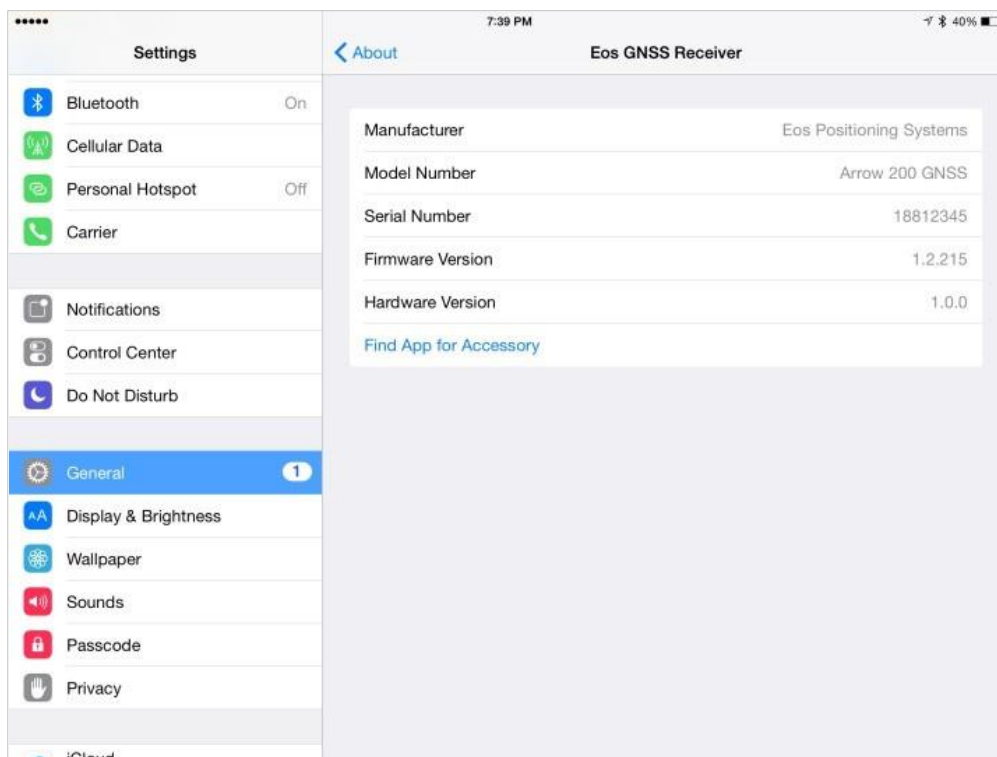 7:39 PM
40%
Settings
About
Eos GNSS Receiver
Bluetooth On
Cellular Data
Personal Hotspot Off
Carrier
Notifications
Control Center
Do Not Disturb
General 1
AA Display & Brightness
Wallpaper
Sounds
Passcode
Privacy
iCloud
Manufacturer Eos Positioning Systems
Model Number Arrow 200 GNSS
Serial Number 18812345
Firmware Version 1.2.215
Hardware Version 1.0.0
Find App for Accessory